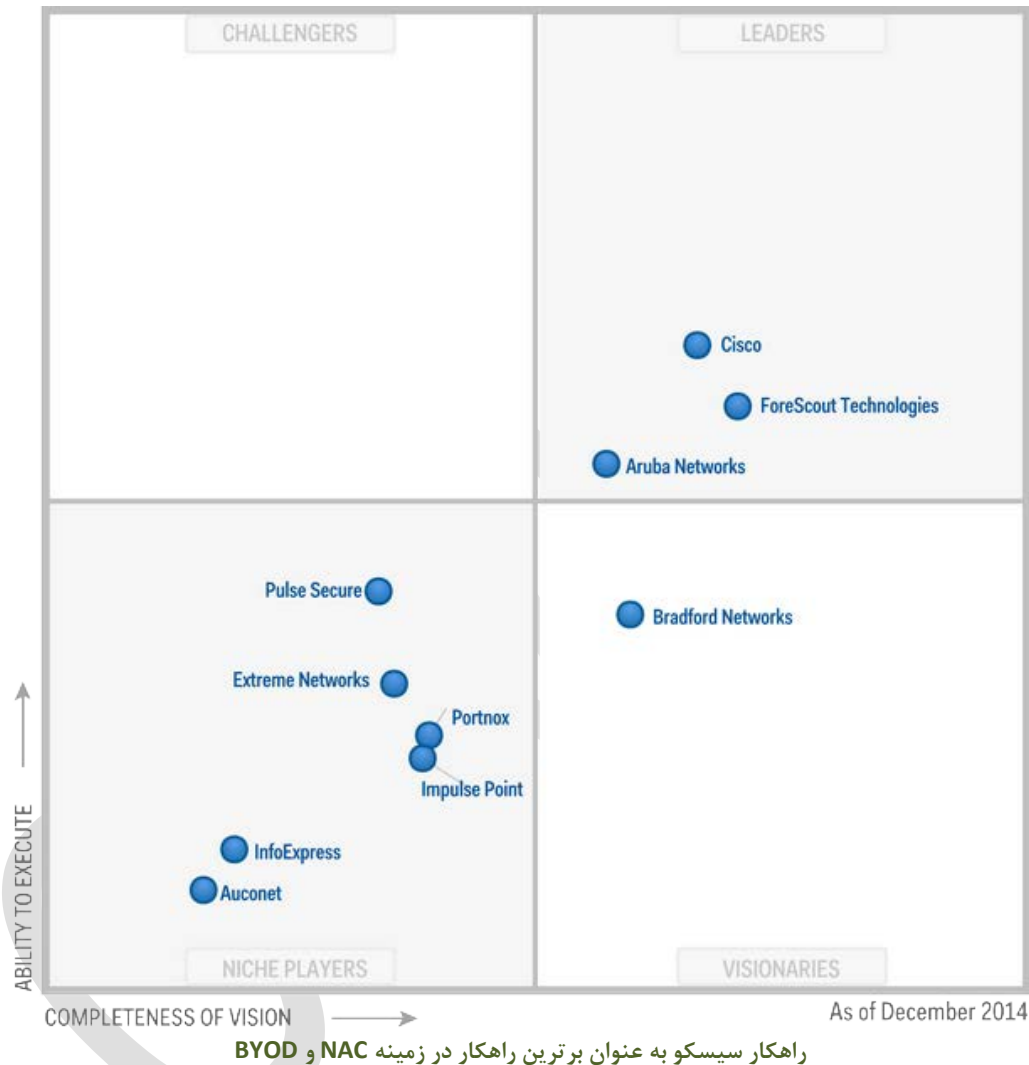 CHALLENGERS
LEADERS
Cisco
ForeScout Technologies
Aruba Networks
Pulse Secure
Bradford Networks
Extreme Networks
Portnox
Impulse Point
InfoExpress
Auconet
NICHE PLAYERS
VISIONARIES
ABILITY TO EXECUTE
COMPLETENESS OF VISION
As of December 2014
راهکار سیسکو به عنوان برترین راهکار در زمینه NAC و BYOD